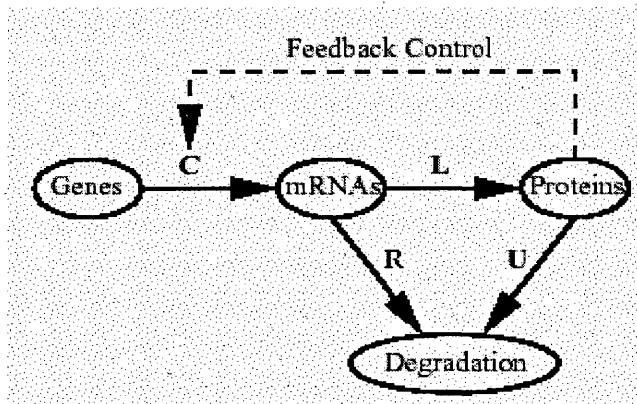 Feedback Control
C
Genes
mRNAs
L
Proteins
R
U
Degradation